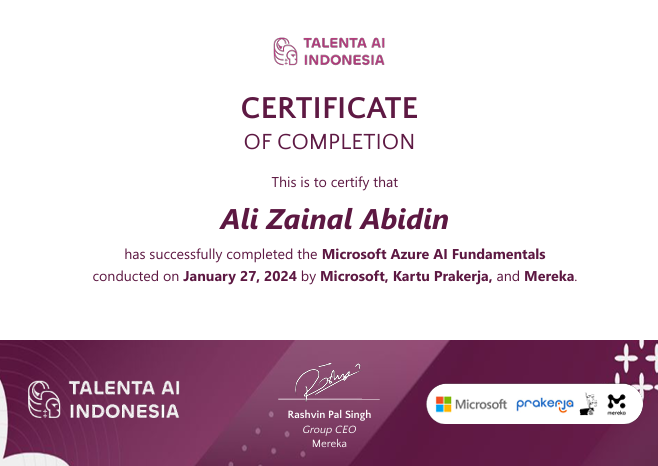 TALENTA AI
INDONESIA
CERTIFICATE
OF COMPLETION
This is to certify that
Ali Zainal Abidin
has successfully completed the Microsoft Azure AI Fundamentals
conducted on January 27, 2024 by Microsoft, Kartu Prakerja, and Mereka.
TALENTA AI
INDONESIA
Rashvin Pal Singh
Group CEO
Mereka
Microsoft
prakerja
mereka